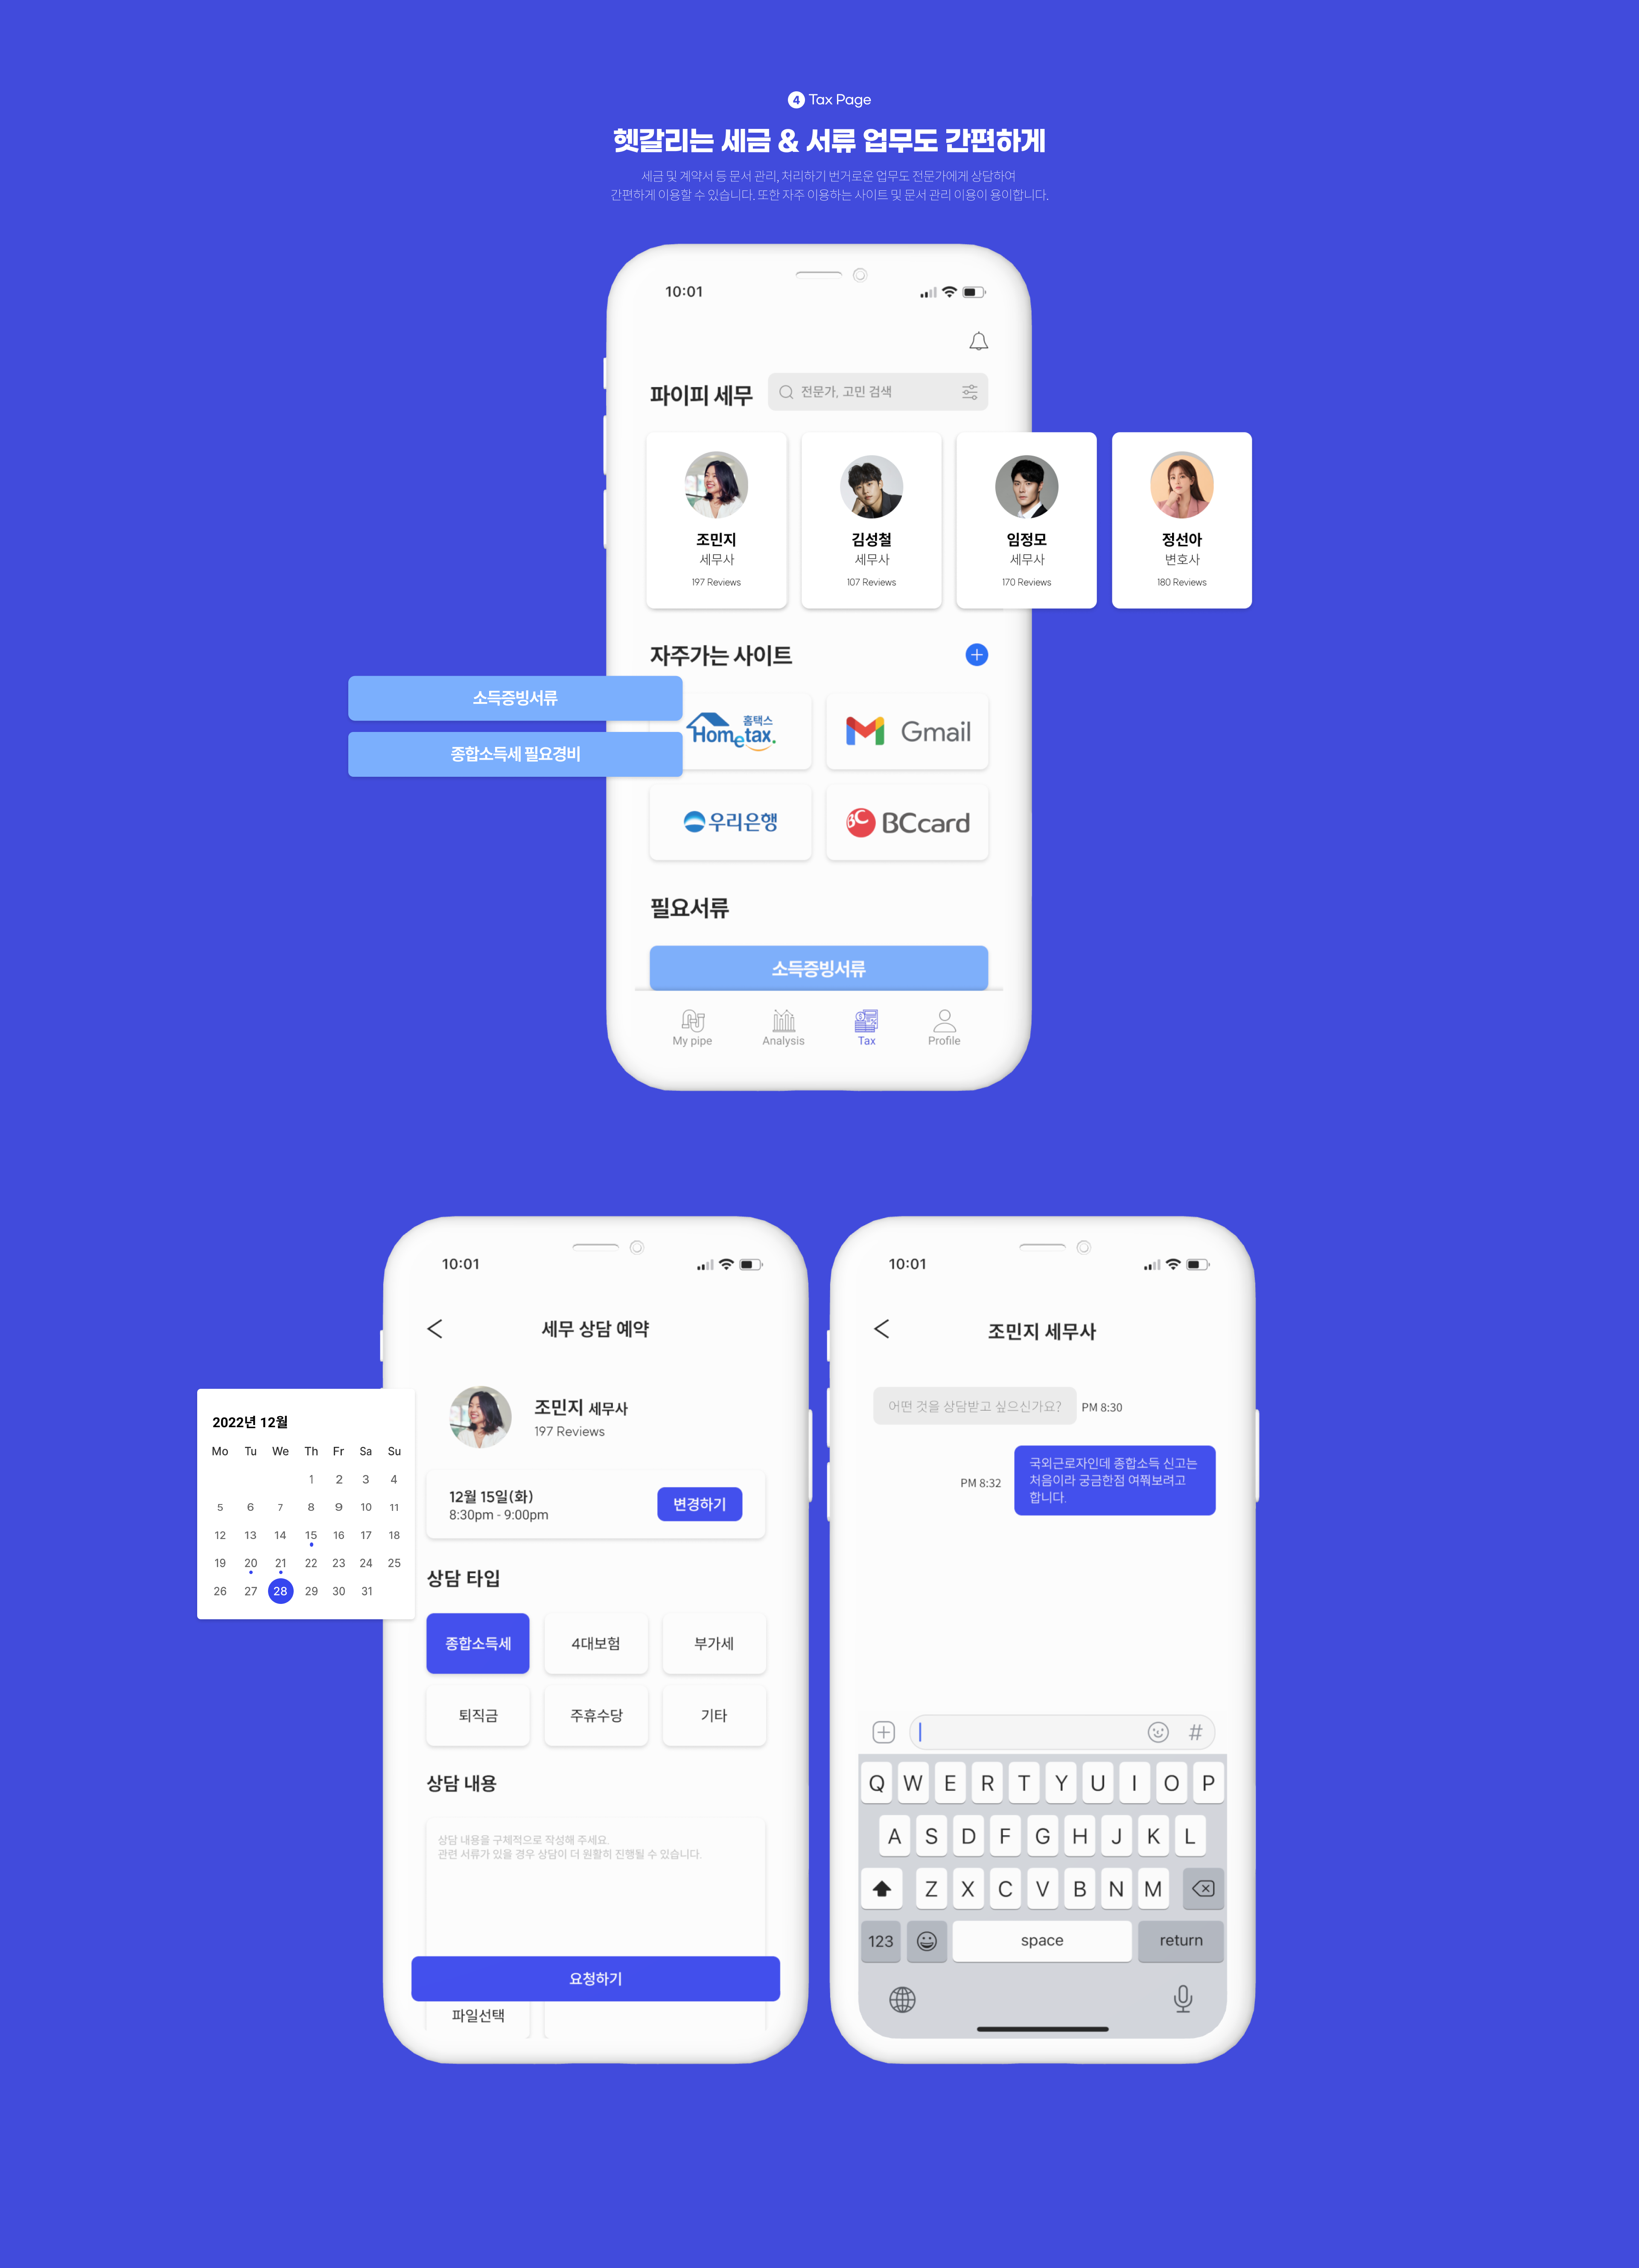 4 Tax Page
헷갈리는 세금 & 서류 업무도 간편하게
세금 및 계약서 등 문서 관리, 처리하기 번거로운 업무도 전문가에게 상담하여
간편하게 이용할 수 있습니다. 또한 자주 이용하는 사이트 및 문서 관리 이용이 용이합니다.
10:01
파이피 세무
전문가, 고민 검색
조민지
세무사
197 Reviews
김성철
세무사
107 Reviews
임정모
세무사
170 Reviews
정선아
변호사
180 Reviews
자주가는 사이트
소득증빙서류
종합소득세 필요경비
홈택스
Hometax.
Gmail
우리은행
BC BCcard
필요서류
소득증빙서류
My pipe
Analysis
Tax
Profile
10:01
세무 상담 예약
조민지 세무사
197 Reviews
2022년 12월
Mo Tu We Th Fr Sa Su
1 2 3 4
5 6 7 8 9 10 11
12 13 14 15 16 17 18
19 20 21 22 23 24 25
26 27 28 29 30 31
12월 15일(화)
8:30pm - 9:00pm
변경하기
상담 타입
종합소득세
4대보험
부가세
퇴직금
주휴수당
기타
상담 내용
상담 내용을 구체적으로 작성해 주세요.
관련 서류가 있을 경우 상담이 더 원활히 진행될 수 있습니다.
요청하기
파일선택
10:01
조민지 세무사
어떤 것을 상담받고 싶으신가요?
PM 8:30
국외근로자인데 종합소득 신고는
처음이라 궁금한점 여쭤보려고
합니다.
PM 8:32
#
Q W E R T Y U I O P
A S D F G H J K L
Z X C V B N M
123
space
return